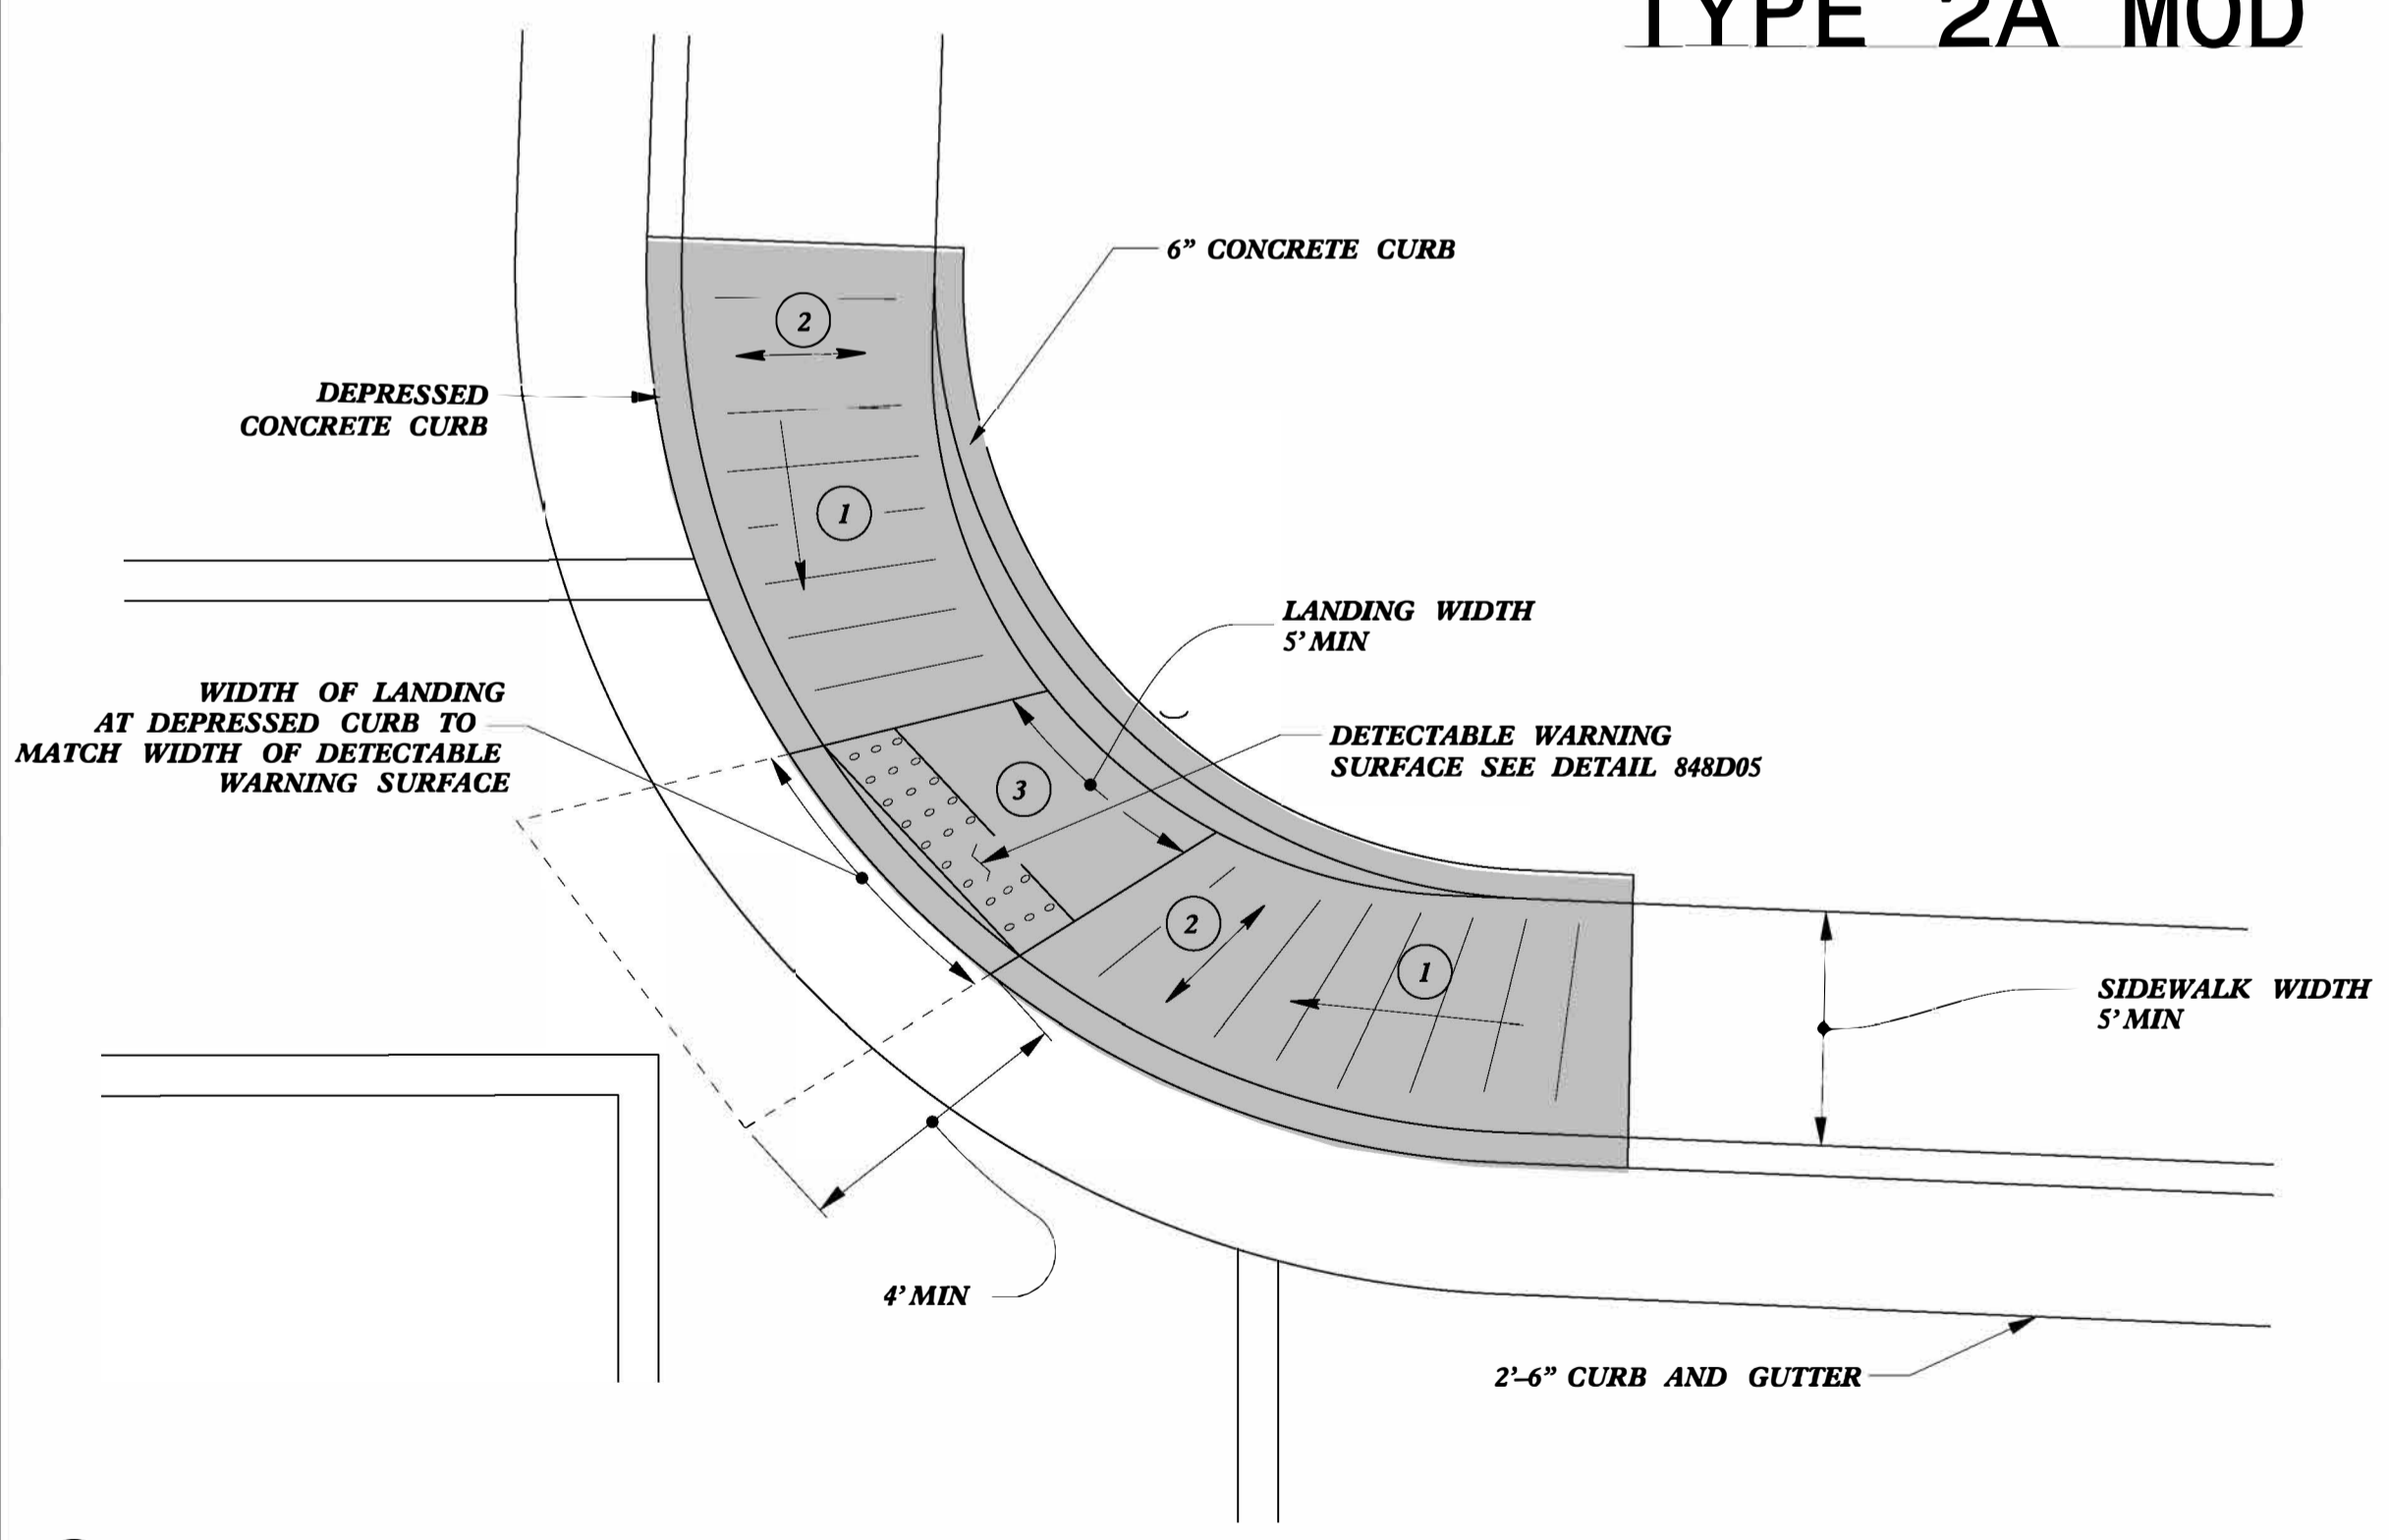 TYPE 2A MOD
6” CONCRETE CURB
2
DEPRESSED
CONCRETE CURB
1
LANDING WIDTH
5’ MIN
WIDTH OF LANDING
AT DEPRESSED CURB TO
MATCH WIDTH OF DETECTABLE
WARNING SURFACE
DETECTABLE WARNING
SURFACE SEE DETAIL 848D05
3
2
1
SIDEWALK WIDTH
5’ MIN
4’ MIN
2’–6” CURB AND GUTTER